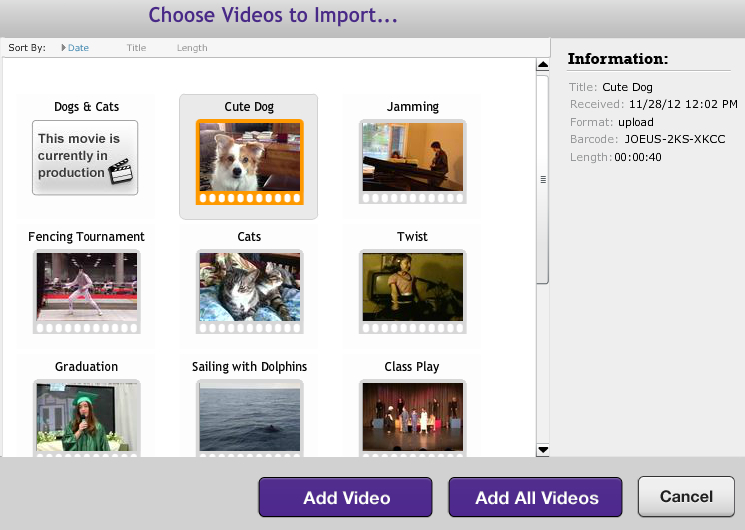 Choose Videos to Import...
Sort By: Date Title Length
Information:
Title: Cute Dog
Received: 11/28/12 12:02 PM
Format: upload
Barcode: JOEUS-2KS-XKCC
Length: 00:00:40
Dogs & Cats
This movie is
currently in
production
Cute Dog
Jamming
Fencing Tournament
Cats
Twist
Graduation
Sailing with Dolphins
Class Play
Add Video
Add All Videos
Cancel